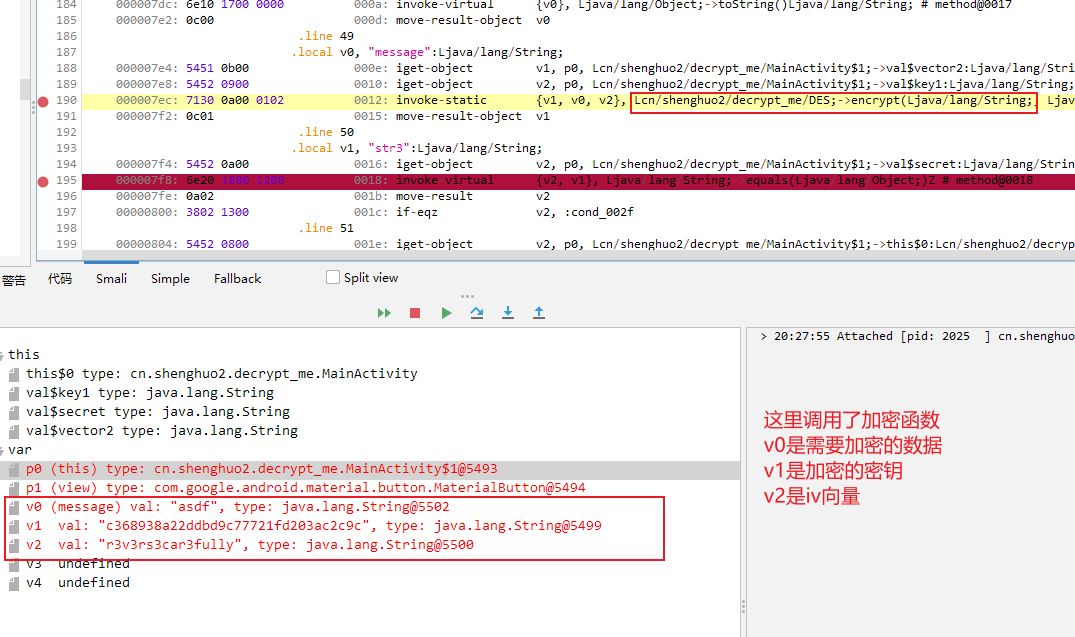 184 000007dc: 6e10 1700 0000 000a: invoke-virtual {v0}, Ljava/lang/Object;->toString()Ljava/lang/String; # method@0017
185 000007e2: 0c00 000d: move-result-object v0
186 .line 49
187 .local v0, "message":Ljava/lang/String;
188 000007e4: 5451 0b00 000e: iget-object v1, p0, Lcn/shenghuo2/decrypt_me/MainActivity$1;->val$vector2:Ljava/lang/Stri
189 000007e8: 5452 0900 0010: iget-object v2, p0, Lcn/shenghuo2/decrypt_me/MainActivity$1;->val$key1:Ljava/lang/String;
190 000007ec: 7130 0a00 0102 0012: invoke-static {v1, v0, v2}, Lcn/shenghuo2/decrypt_me/DES;->encrypt(Ljava/lang/String; Ljav
191 000007f2: 0c01 0015: move-result-object v1
192 .line 50
193 .local v1, "str3":Ljava/lang/String;
194 000007f4: 5452 0a00 0016: iget-object v2, p0, Lcn/shenghuo2/decrypt_me/MainActivity$1;->val$secret:Ljava/lang/Strin
195 000007f8: 6e20 1800 1200 0018: invoke virtual {v2, v1}, Ljava lang String; equals(Ljava lang Object;)Z # method@0018
196 000007fe: 0a02 001b: move-result v2
197 00000800: 3802 1300 001c: if-eqz v2, :cond_002f
198 .line 51
199 00000804: 5452 0800 001e: iget-object v2, p0, Lcn/shenghuo2/decrypt me/MainActivity$1;->this$0:Lcn/shenghuo2/decryp
警告 代码 Smali Simple Fallback Split view
this
this$0 type: cn.shenghuo2.decrypt_me.MainActivity
val$key1 type: java.lang.String
val$secret type: java.lang.String
val$vector2 type: java.lang.String
var
p0 (this) type: cn.shenghuo2.decrypt_me.MainActivity$1@5493
p1 (view) type: com.google.android.material.button.MaterialButton@5494
v0 (message) val: "asdf", type: java.lang.String@5502
v1 val: "c368938a22ddbd9c77721fd203ac2c9c", type: java.lang.String@5499
v2 val: "r3v3rs3car3fully", type: java.lang.String@5500
v3 undefined
v4 undefined
> 20:27:55 Attached [pid: 2025 ] cn.shenghuo
这里调用了加密函数
v0是需要加密的数据
v1是加密的密钥
v2是iv向量